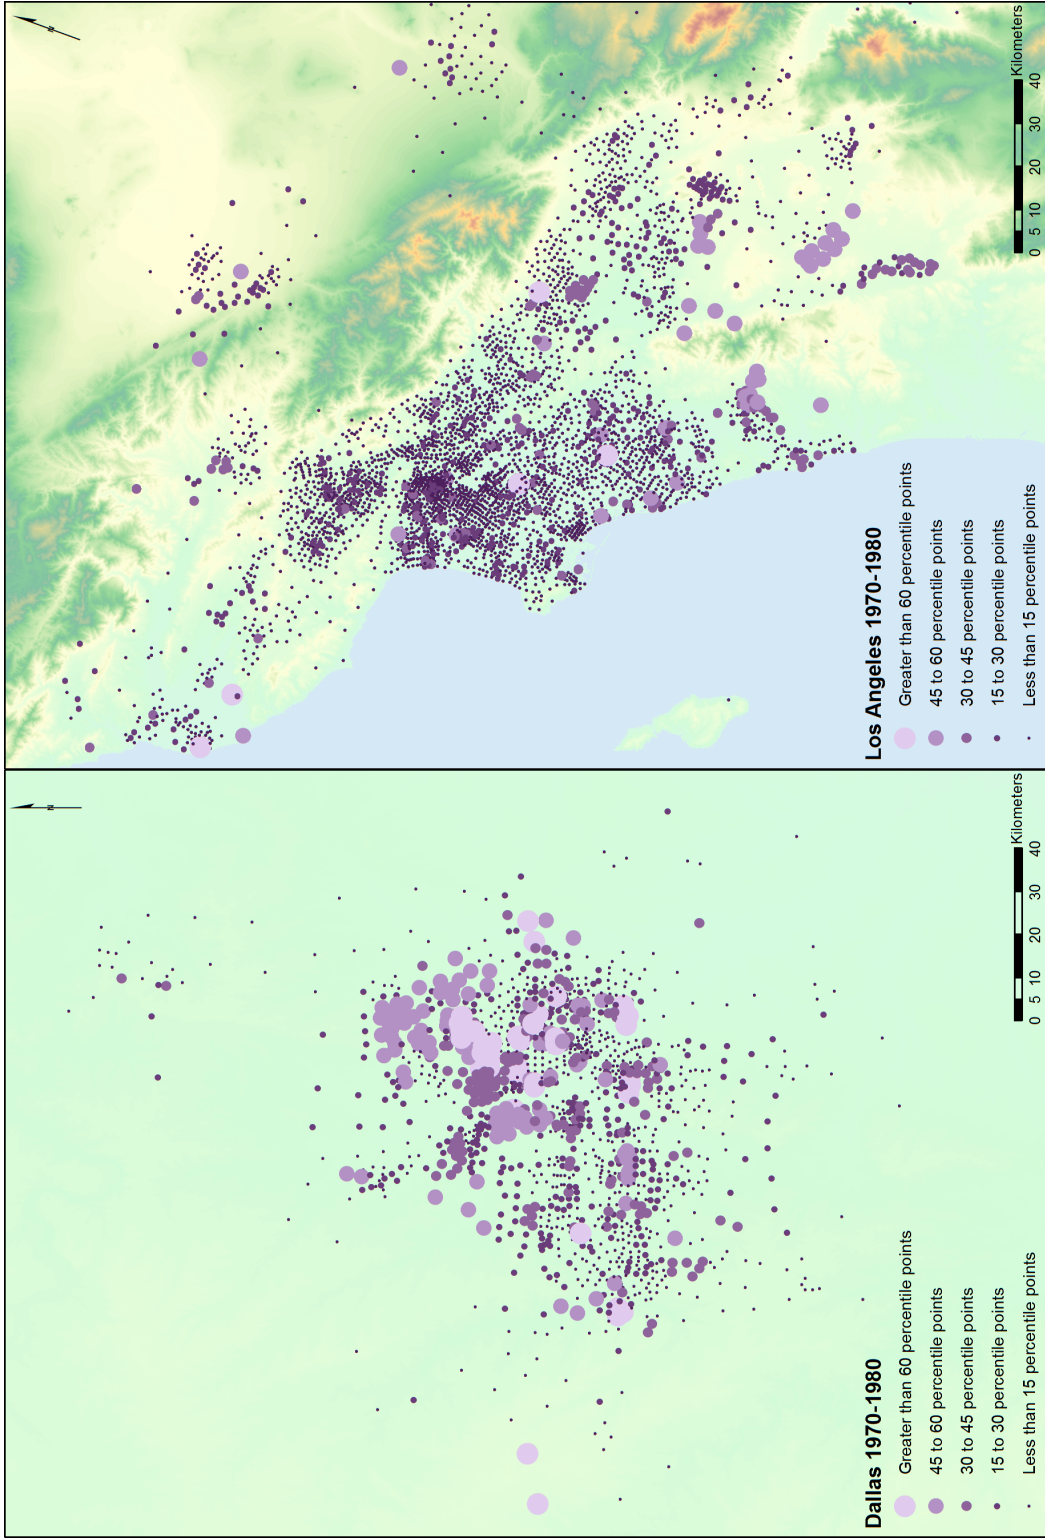 N
Dallas 1970-1980
Greater than 60 percentile points
45 to 60 percentile points
30 to 45 percentile points
15 to 30 percentile points
Less than 15 percentile points
0 5 10 20 30 40
Kilometers
N
Los Angeles 1970-1980
Greater than 60 percentile points
45 to 60 percentile points
30 to 45 percentile points
15 to 30 percentile points
Less than 15 percentile points
0 5 10 20 30 40
Kilometers